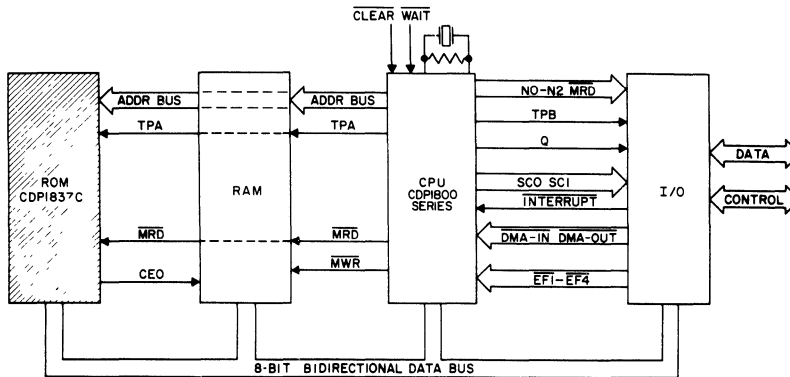 CLEAR WAIT
ADDR BUS
ADDR BUS
NO-N2 MRD
TPA
TPA
TPB
Q
ROM
CDP1837C
RAM
CPU
CDP1800
SERIES
SCO SCI
I/O
DATA
CONTROL
INTERRUPT
MRD
MRD
DMA-IN DMA-OUT
CEO
MWR
EF1-EF4
8-BIT BIDIRECTIONAL DATA BUS